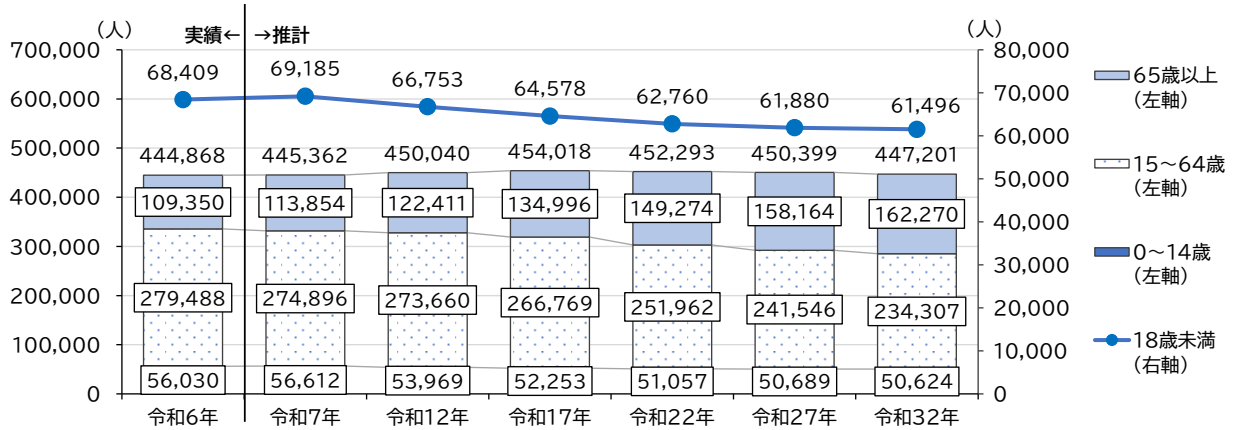 （人）
実績←
→推計
（人）
700,000
600,000
500,000
400,000
300,000
200,000
100,000
0
68,409
69,185
66,753
64,578
62,760
61,880
61,496
444,868
445,362
450,040
454,018
452,293
450,399
447,201
109,350
113,854
122,411
134,996
149,274
158,164
162,270
279,488
274,896
273,660
266,769
251,962
241,546
234,307
56,030
56,612
53,969
52,253
51,057
50,689
50,624
令和6年
令和7年
令和12年
令和17年
令和22年
令和27年
令和32年
80,000
70,000
60,000
50,000
40,000
30,000
20,000
10,000
0
65歳以上
（左軸）
15～64歳
（左軸）
0～14歳
（左軸）
18歳未満
（右軸）